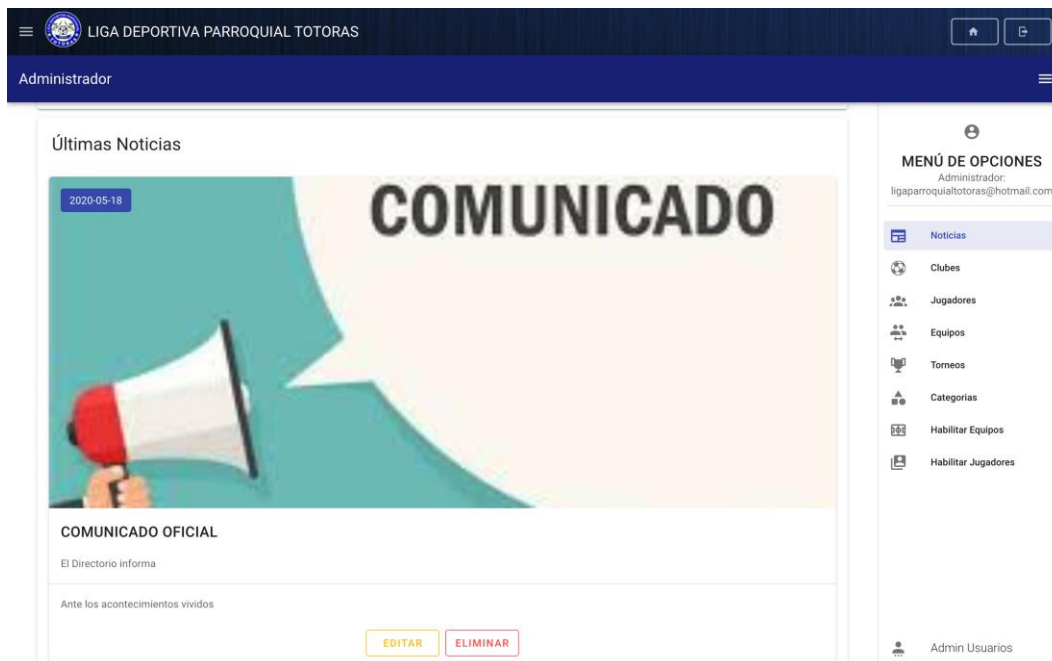 LIGA DEPORTIVA PARROQUIAL TOTORAS
Administrador
Últimas Noticias
2020-05-18
COMUNICADO
COMUNICADO OFICIAL
El Directorio informa
Ante los acontecimientos vividos
EDITAR
ELIMINAR
MENÚ DE OPCIONES
Administrador:
ligaparroquialtotoras@hotmail.com
Noticias
Clubes
Jugadores
Equipos
Torneos
Categorias
Habilitar Equipos
Habilitar Jugadores
Admin Usuarios